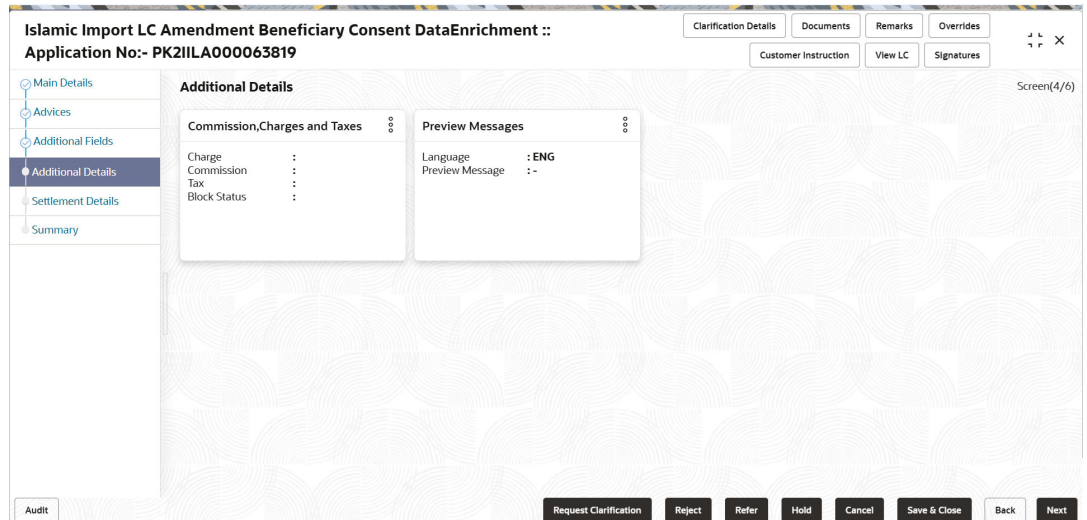 Islamic Import LC Amendment Beneficiary Consent DataEnrichment ::
Application No:- PK2IILA000063819
Clarification Details
Documents
Remarks
Overrides
Customer Instruction
View LC
Signatures
Main Details
Advices
Additional Fields
Additional Details
Settlement Details
Summary
Additional Details
Screen(4/6)
Commission,Charges and Taxes
Charge :
Commission :
Tax :
Block Status :
Preview Messages
Language : ENG
Preview Message : -
Audit
Request Clarification
Reject
Refer
Hold
Cancel
Save & Close
Back
Next